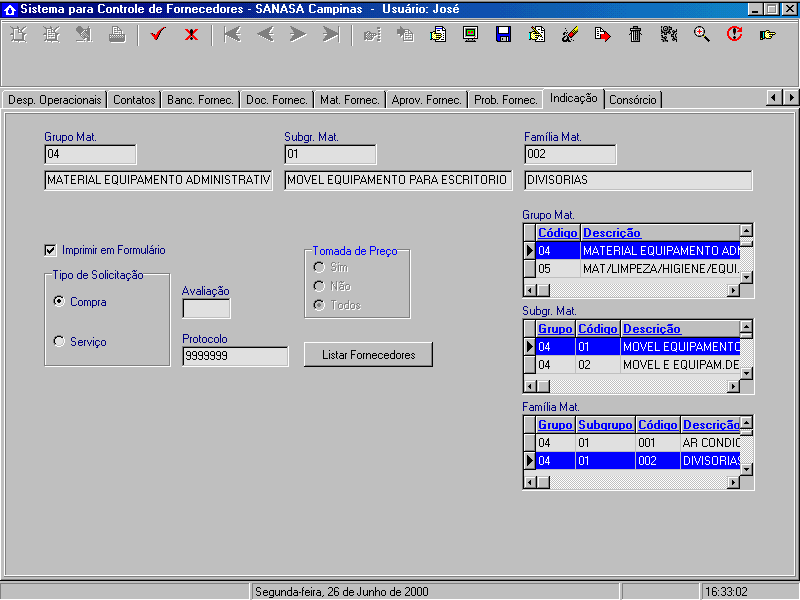 Sistema para Controle de Fornecedores - SANASA Campinas - Usuário: José
Desp. Operacionais Contatos Banc. Fornec. Doc. Fornec. Mat. Fornec. Aprov. Fornec. Prob. Fornec. Indicação Consórcio
Grupo Mat. Subgr. Mat. Família Mat.
04 01 002
MATERIAL EQUIPAMENTO ADMINISTRATIV MOVEL EQUIPAMENTO PARA ESCRITORIO DIVISORIAS
Imprimir em Formulário
Tipo de Solicitação
Compra
Serviço
Avaliação
Protocolo
9999999
Tomada de Preço
Sim
Não
Todos
Listar Fornecedores
Grupo Mat.
Código Descrição
04 MATERIAL EQUIPAMENTO ADM
05 MAT/LIMPEZA/HIGIENE/EQUI.
Subgr. Mat.
Grupo Código Descrição
04 01 MOVEL EQUIPAMENTO
04 02 MOVEL E EQUIPAM.DE
Família Mat.
Grupo Subgrupo Código Descrição
04 01 001 AR CONDIC
04 01 002 DIVISORIAS
Segunda-feira, 26 de Junho de 2000 16:33:02